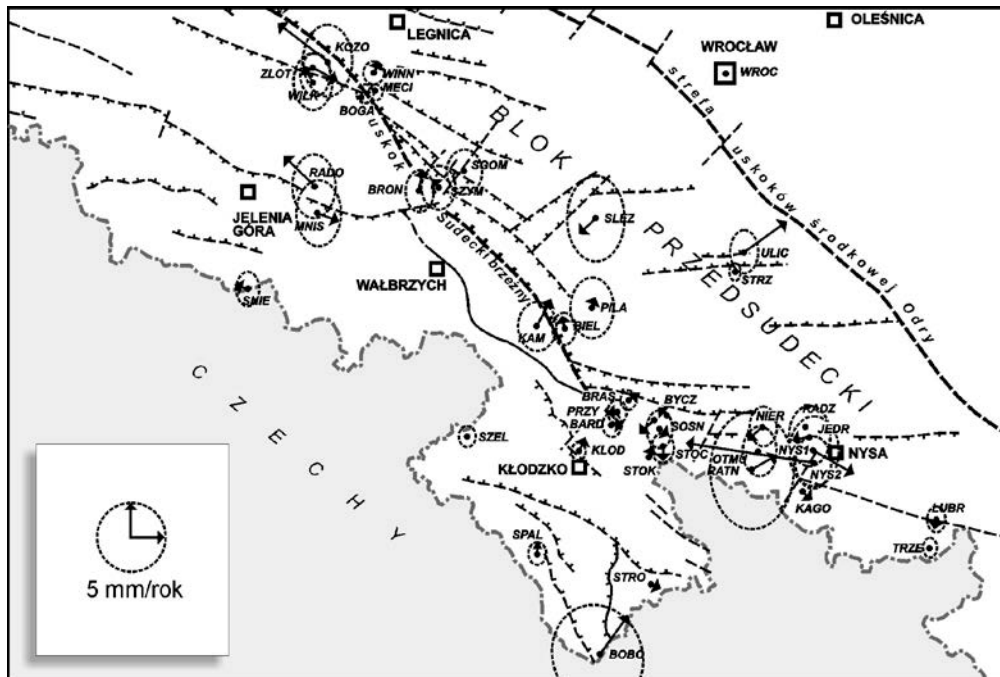 OLEŚNICA
LEGNICA
WROCŁAW
WROC
KOZO
ZLOT
WINN
MECI
WILK
BOGA
uskok
strefa uskoków środkowej Odry
BLOK PRZEDSUDECKI
SGOM
RADO
BRON
SZYM
SLEZ
JELENIA
GÓRA
MNIS
Sudecki brzeżny
ULIC
STRZ
WAŁBRZYCH
SNIE
PILA
KAM
BIEL
CZECHY
BRAS
BYCZ
PRZY
BARD
SOSN
NIER
RADZ
JEDR
SZEL
KLOD
STOC
OTMU
NYS1
NYSA
KŁODZKO
STOK
RATN
NYS2
KAGO
LUBR
SPAL
TRZE
STRO
BOBO
5 mm/rok